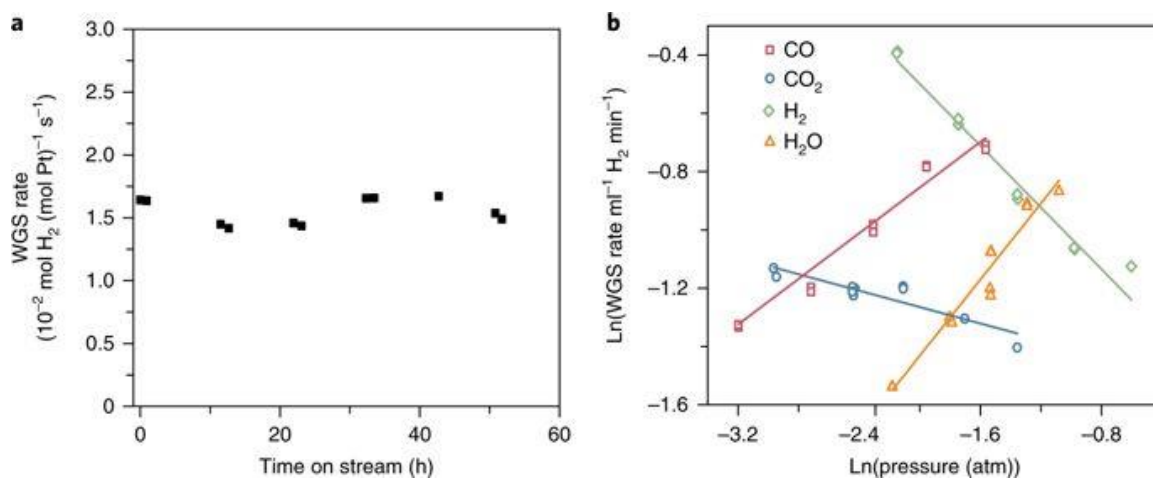 a
3.0
2.5
2.0
1.5
1.0
0.5
0
0
20
40
60
WGS rate
(10⁻² mol H₂ (mol Pt)⁻¹ s⁻¹)
Time on stream (h)
b
CO
CO₂
H₂
H₂O
−0.4
−0.8
−1.2
−1.6
−3.2
−2.4
−1.6
−0.8
Ln(WGS rate ml⁻¹ H₂ min⁻¹)
Ln(pressure (atm))